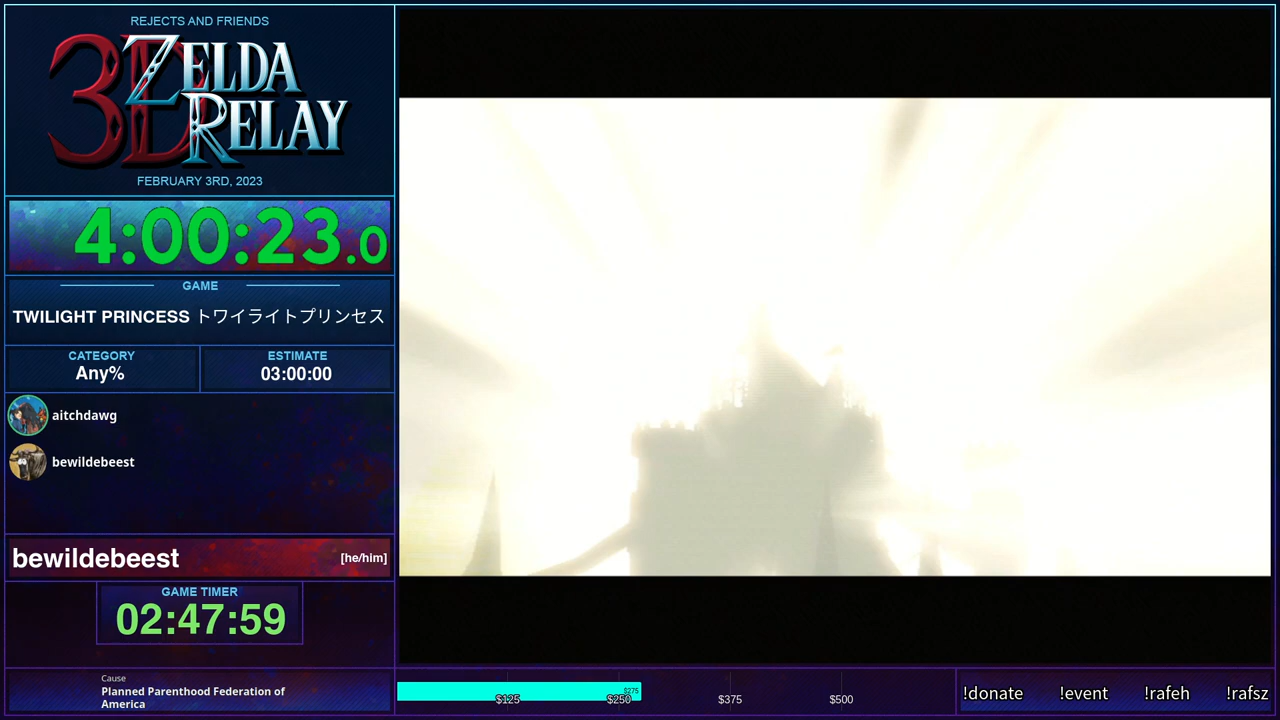 REJECTS AND FRIENDS
3D ZELDA
RELAY
FEBRUARY 3RD, 2023
4:00:23.0
GAME
TWILIGHT PRINCESS トワイライトプリンセス
CATEGORY
Any%
ESTIMATE
03:00:00
aitchdawg
bewildebeest
bewildebeest [he/him]
GAME TIMER
02:47:59
Cause
Planned Parenthood Federation of
America
$275
$125 $250 $375 $500
!donate !event !rafeh !rafsz